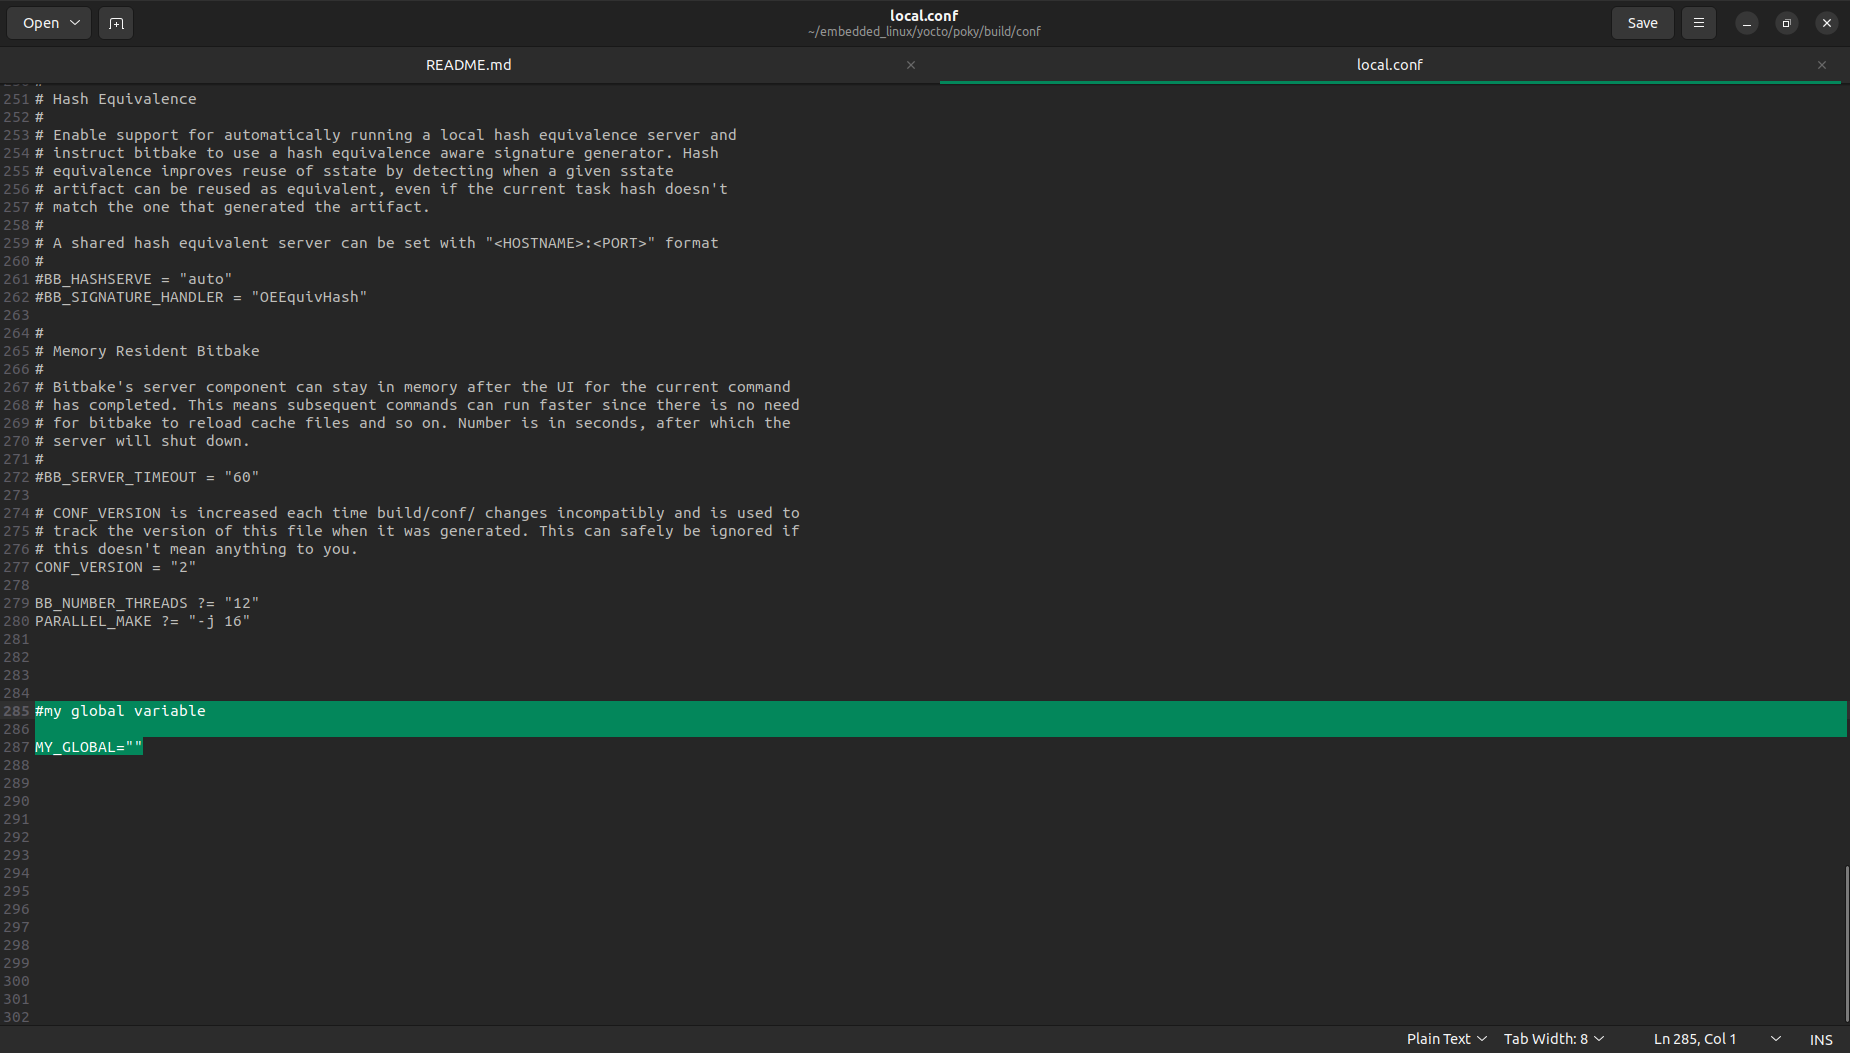 Open
local.conf
~/embedded_linux/yocto/poky/build/conf
Save
README.md
local.conf
251 # Hash Equivalence
252 #
253 # Enable support for automatically running a local hash equivalence server and
254 # instruct bitbake to use a hash equivalence aware signature generator. Hash
255 # equivalence improves reuse of sstate by detecting when a given sstate
256 # artifact can be reused as equivalent, even if the current task hash doesn't
257 # match the one that generated the artifact.
258 #
259 # A shared hash equivalent server can be set with "<HOSTNAME>:<PORT>" format
260 #
261 #BB_HASHSERVE = "auto"
262 #BB_SIGNATURE_HANDLER = "OEEquivHash"
263
264 #
265 # Memory Resident Bitbake
266 #
267 # Bitbake's server component can stay in memory after the UI for the current command
268 # has completed. This means subsequent commands can run faster since there is no need
269 # for bitbake to reload cache files and so on. Number is in seconds, after which the
270 # server will shut down.
271 #
272 #BB_SERVER_TIMEOUT = "60"
273
274 # CONF_VERSION is increased each time build/conf/ changes incompatibly and is used to
275 # track the version of this file when it was generated. This can safely be ignored if
276 # this doesn't mean anything to you.
277 CONF_VERSION = "2"
278
279 BB_NUMBER_THREADS ?= "12"
280 PARALLEL_MAKE ?= "-j 16"
281
282
283
284
285 #my global variable
286
287 MY_GLOBAL=""
288
289
290
291
292
293
294
295
296
297
298
299
300
301
302
Plain Text Tab Width: 8 Ln 285, Col 1 INS